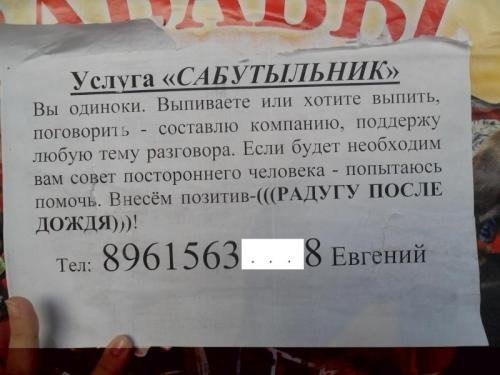 Услуга «САБУТЫЛЬНИК»
Вы одиноки. Выпиваете или хотите выпить,
поговорить - составлю компанию, поддержу
любую тему разговора. Если будет необходим
вам совет постороннего человека - попытаюсь
помочь. Внесём позитив-(((РАДУГУ ПОСЛЕ
ДОЖДЯ)))!
Тел: 8961563. . . .8 Евгений